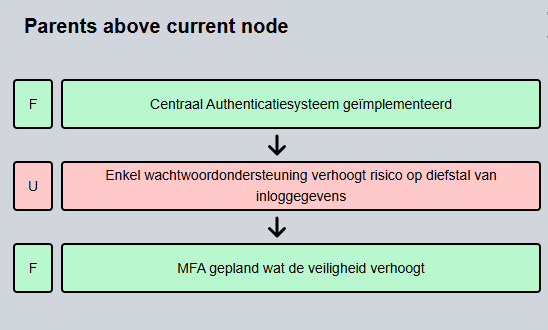 Parents above current node
F
Centraal Authenticatiesysteem geïmplementeerd
U
Enkel wachtwoordondersteuning verhoogt risico op diefstal van
inloggegevens
F
MFA gepland wat de veiligheid verhoogt